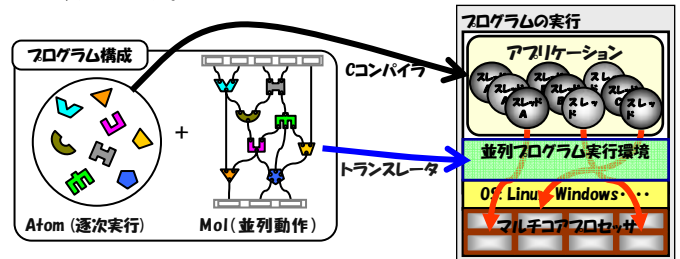 プログラム構成
+
Atom (逐次実行)
Mol(並列動作)
Cコンパイラ
トランスレータ
プログラムの実行
アプリケーション
スレッド
A
スレッド
スレッド
並列プログラム実行環境
OS: Linux, Windows・・・
マルチコアプロセッサ